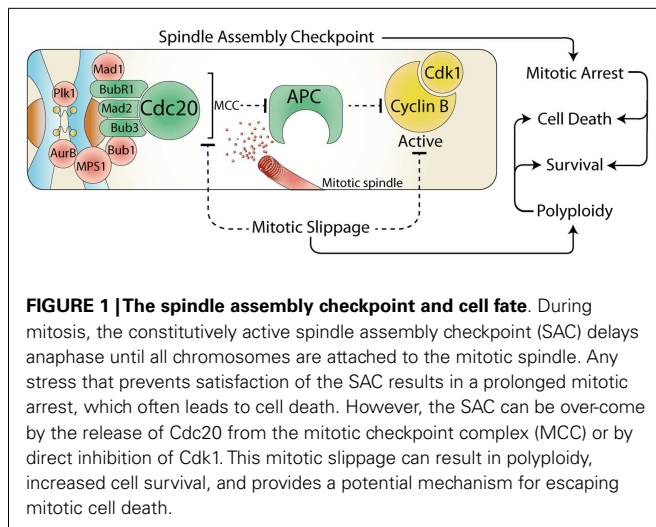 Spindle Assembly Checkpoint
Mad1
Plk1
BubR1
Mad2
Bub3
Cdc20
MCC
APC
Cdk1
Cyclin B
Active
AurB
MPS1
Bub1
Mitotic spindle
Mitotic Slippage
Mitotic Arrest
Cell Death
Survival
Polyploidy
FIGURE 1 | The spindle assembly checkpoint and cell fate. During
mitosis, the constitutively active spindle assembly checkpoint (SAC) delays
anaphase until all chromosomes are attached to the mitotic spindle. Any
stress that prevents satisfaction of the SAC results in a prolonged mitotic
arrest, which often leads to cell death. However, the SAC can be over-come
by the release of Cdc20 from the mitotic checkpoint complex (MCC) or by
direct inhibition of Cdk1. This mitotic slippage can result in polyploidy,
increased cell survival, and provides a potential mechanism for escaping
mitotic cell death.